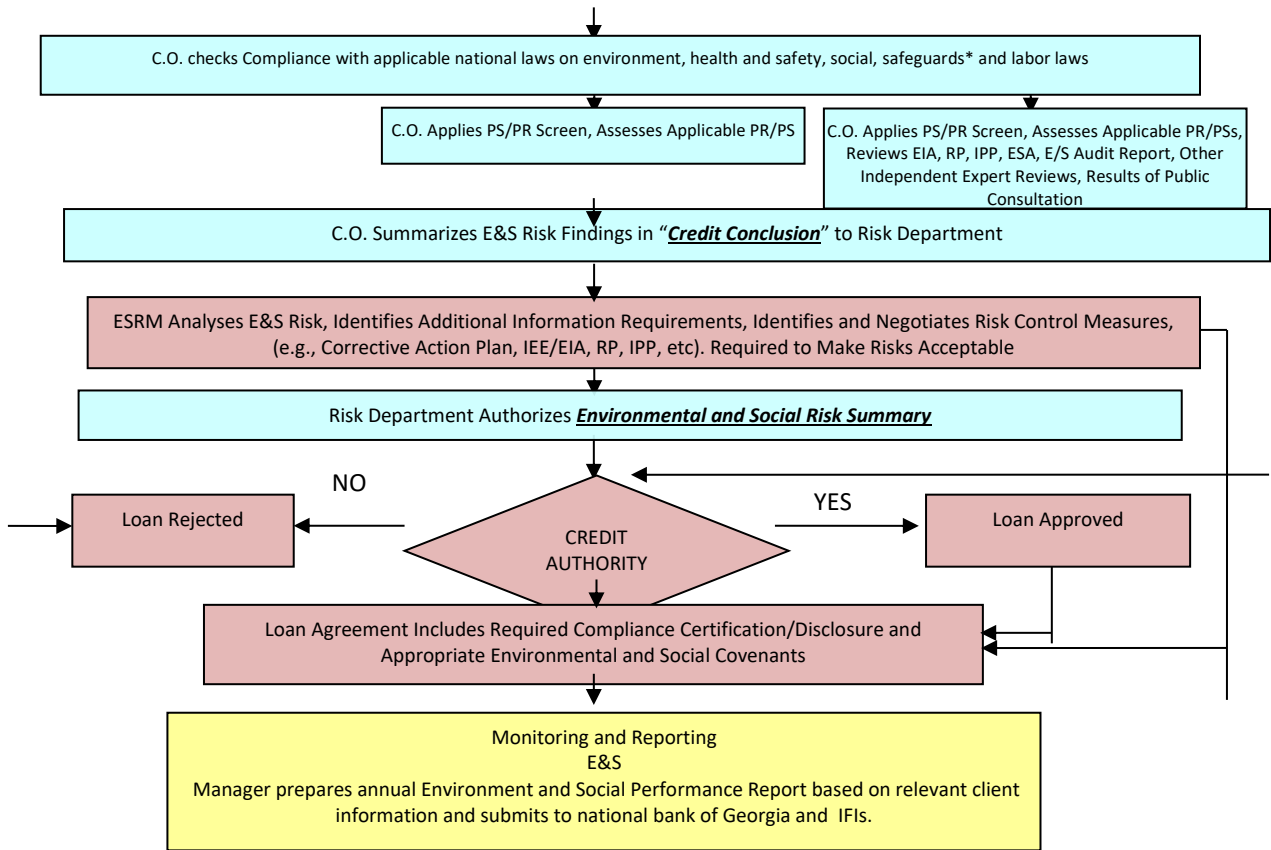 C.O. checks Compliance with applicable national laws on environment, health and safety, social, safeguards* and labor laws
C.O. Applies PS/PR Screen, Assesses Applicable PR/PS
C.O. Applies PS/PR Screen, Assesses Applicable PR/PSs,
Reviews EIA, RP, IPP, ESA, E/S Audit Report, Other
Independent Expert Reviews, Results of Public
Consultation
C.O. Summarizes E&S Risk Findings in “Credit Conclusion” to Risk Department
ESRM Analyses E&S Risk, Identifies Additional Information Requirements, Identifies and Negotiates Risk Control Measures,
(e.g., Corrective Action Plan, IEE/EIA, RP, IPP, etc). Required to Make Risks Acceptable
Risk Department Authorizes Environmental and Social Risk Summary
NO
YES
Loan Rejected
CREDIT
AUTHORITY
Loan Approved
Loan Agreement Includes Required Compliance Certification/Disclosure and
Appropriate Environmental and Social Covenants
Monitoring and Reporting
E&S
Manager prepares annual Environment and Social Performance Report based on relevant client
information and submits to national bank of Georgia and IFIs.